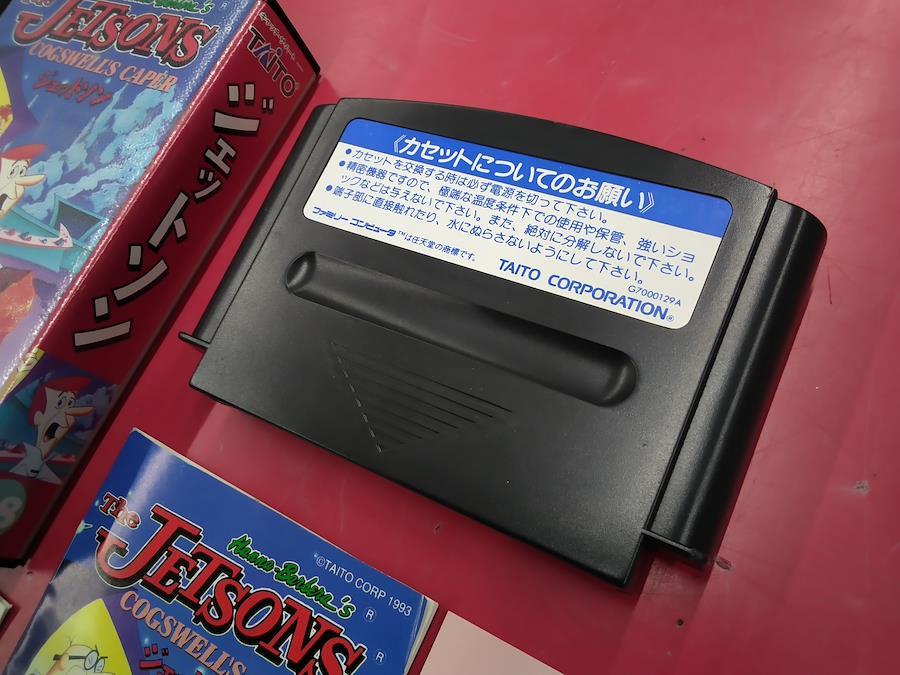 The
Hanna-Barbera's
JETSONS
COGSWELL'S CAPER
ジェットソン
TAITO
ジェットソン
8
《カセットについてのお願い》
●カセットを交換する時は必ず電源を切って下さい。
●精密機器ですので、極端な温度条件下での使用や保管、強いショ
ックなどは与えないで下さい。また、絶対に分解しないで下さい。
●端子部に直接触れたり、水にぬらさないようにして下さい。
ファミリーコンピュータ™は任天堂の商標です。
G7000129A
TAITO CORPORATION®
©TAITO CORP 1993
The
Hanna-Barbera's®
JETSONS®
COGSWELL'S